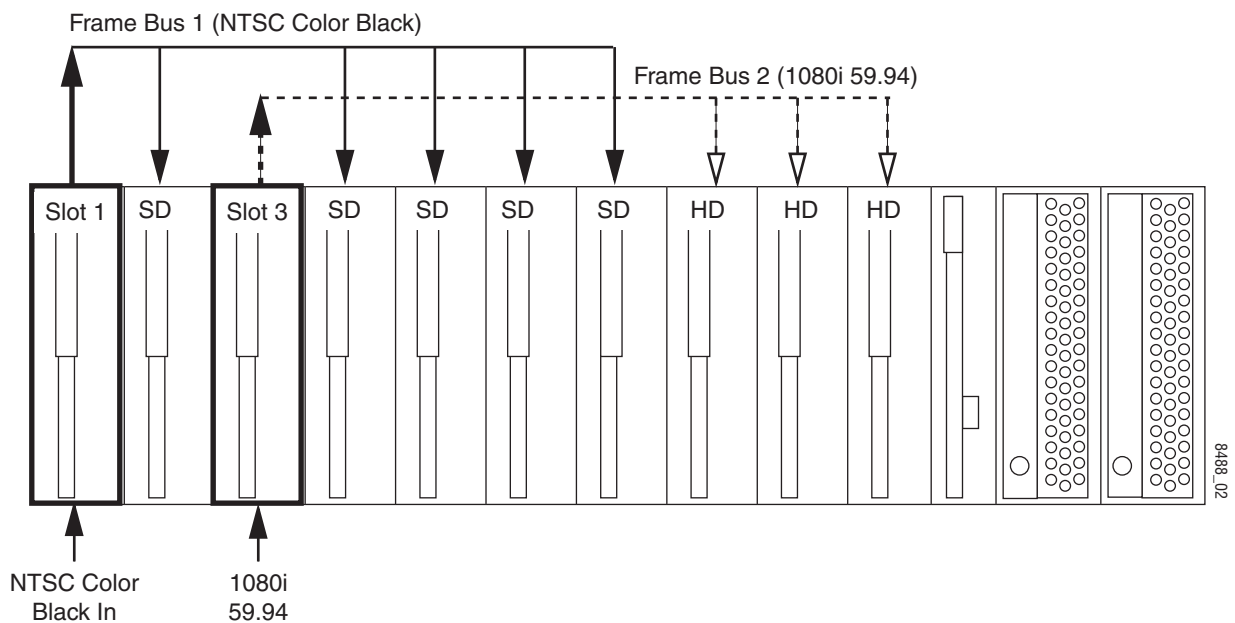 Frame Bus 1 (NTSC Color Black)
Frame Bus 2 (1080i 59.94)
Slot 1
SD
Slot 3
SD
SD
SD
SD
HD
HD
HD
8488_02
NTSC Color
Black In
1080i
59.94